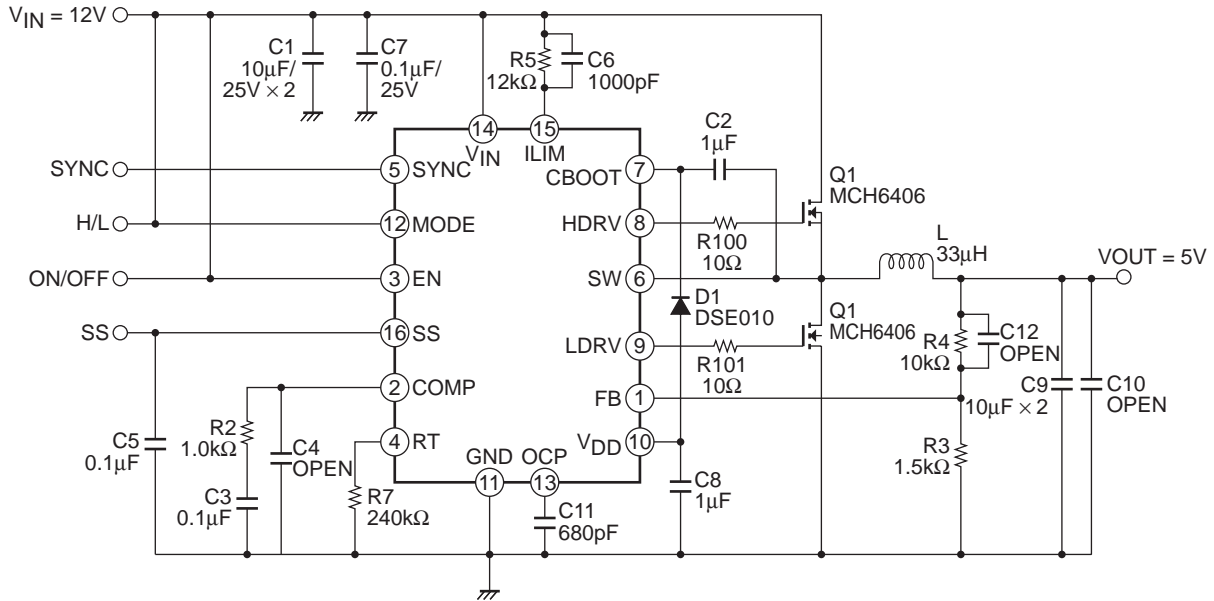 VIN = 12V
C1
10μF/
25V × 2
C7
0.1μF/
25V
R5
12kΩ
C6
1000pF
14
VIN
15
ILIM
SYNC
5
SYNC
H/L
12
MODE
ON/OFF
3
EN
SS
16
SS
2
COMP
4
RT
GND
11
OCP
13
CBOOT
7
HDRV
8
SW
6
LDRV
9
FB
1
VDD
10
C2
1μF
R100
10Ω
D1
DSE010
R101
10Ω
Q1
MCH6406
Q1
MCH6406
L
33μH
VOUT = 5V
R4
10kΩ
C12
OPEN
C9
10μF × 2
C10
OPEN
R3
1.5kΩ
C5
0.1μF
R2
1.0kΩ
C3
0.1μF
C4
OPEN
R7
240kΩ
C11
680pF
C8
1μF